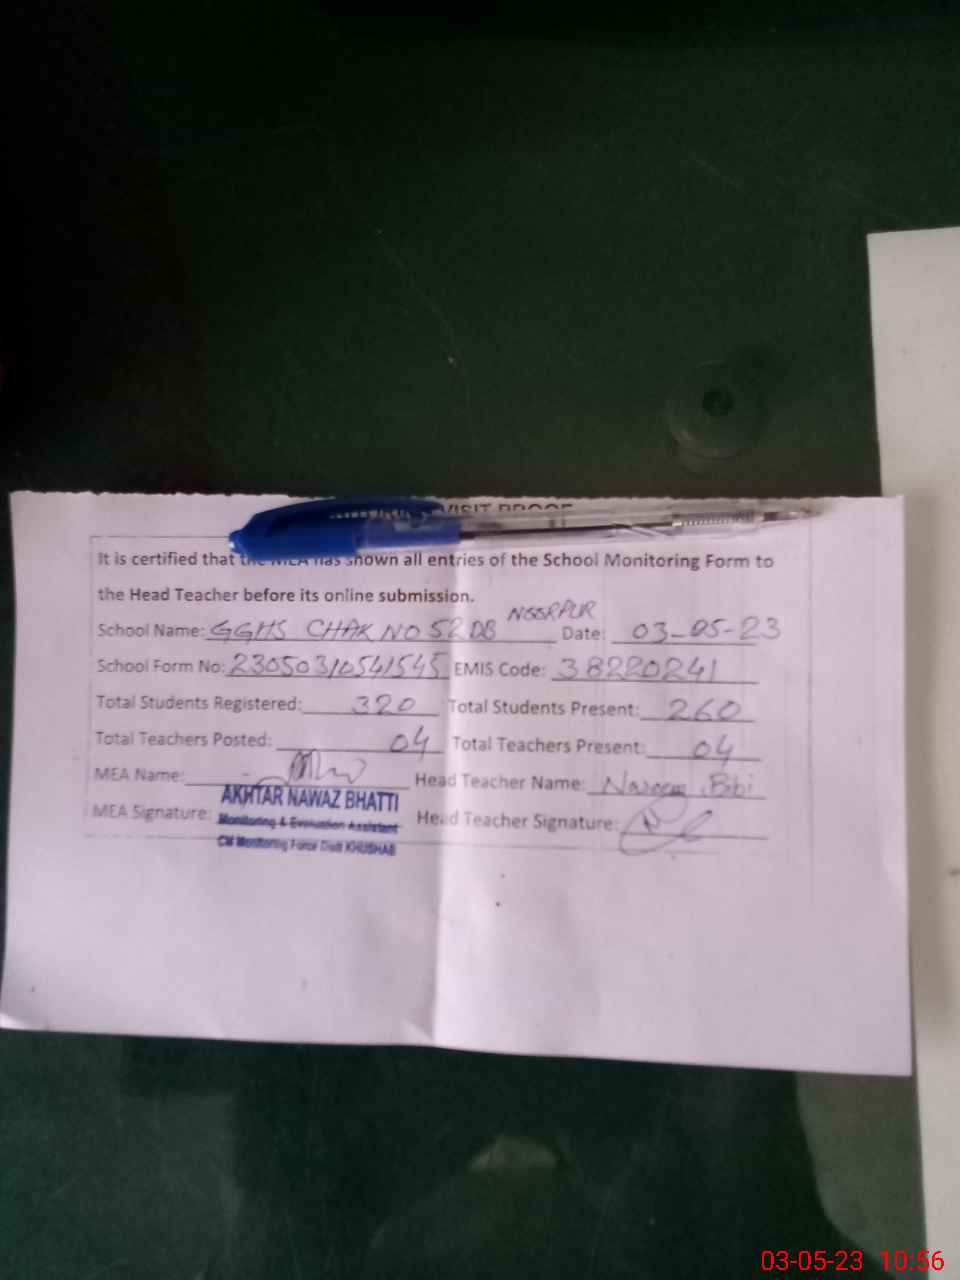 VISIT PROOF
It is certified that the MEA has shown all entries of the School Monitoring Form to
the Head Teacher before its online submission.
School Name: GGHS CHAK NO 52 DB NOORPUR Date: 03-05-23
School Form No: 23050310541545 EMIS Code: 38220241
Total Students Registered: 320 Total Students Present: 260
Total Teachers Posted: 04 Total Teachers Present: 04
MEA Name: Head Teacher Name: Bibi
AKHTAR NAWAZ BHATTI
MEA Signature: Head Teacher Signature:
Monitoring & Evaluation Assistant
CM Monitoring Force Distt KHUSHAB
03-05-23 10:56